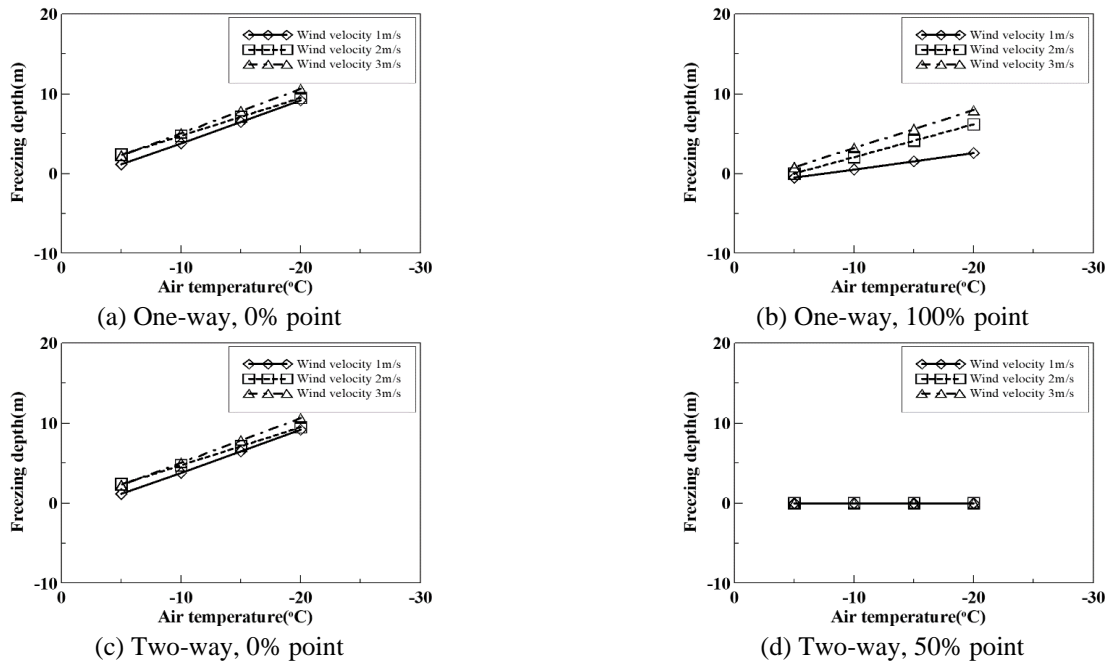 20
10
0
-10
0
-10
-20
-30
Freezing depth(m)
Air temperature(°C)
Wind velocity 1m/s
Wind velocity 2m/s
Wind velocity 3m/s
(a) One-way, 0% point
20
10
0
-10
0
-10
-20
-30
Freezing depth(m)
Air temperature(°C)
Wind velocity 1m/s
Wind velocity 2m/s
Wind velocity 3m/s
(b) One-way, 100% point
20
10
0
-10
0
-10
-20
-30
Freezing depth(m)
Air temperature(°C)
Wind velocity 1m/s
Wind velocity 2m/s
Wind velocity 3m/s
(c) Two-way, 0% point
20
10
0
-10
0
-10
-20
-30
Freezing depth(m)
Air temperature(°C)
Wind velocity 1m/s
Wind velocity 2m/s
Wind velocity 3m/s
(d) Two-way, 50% point